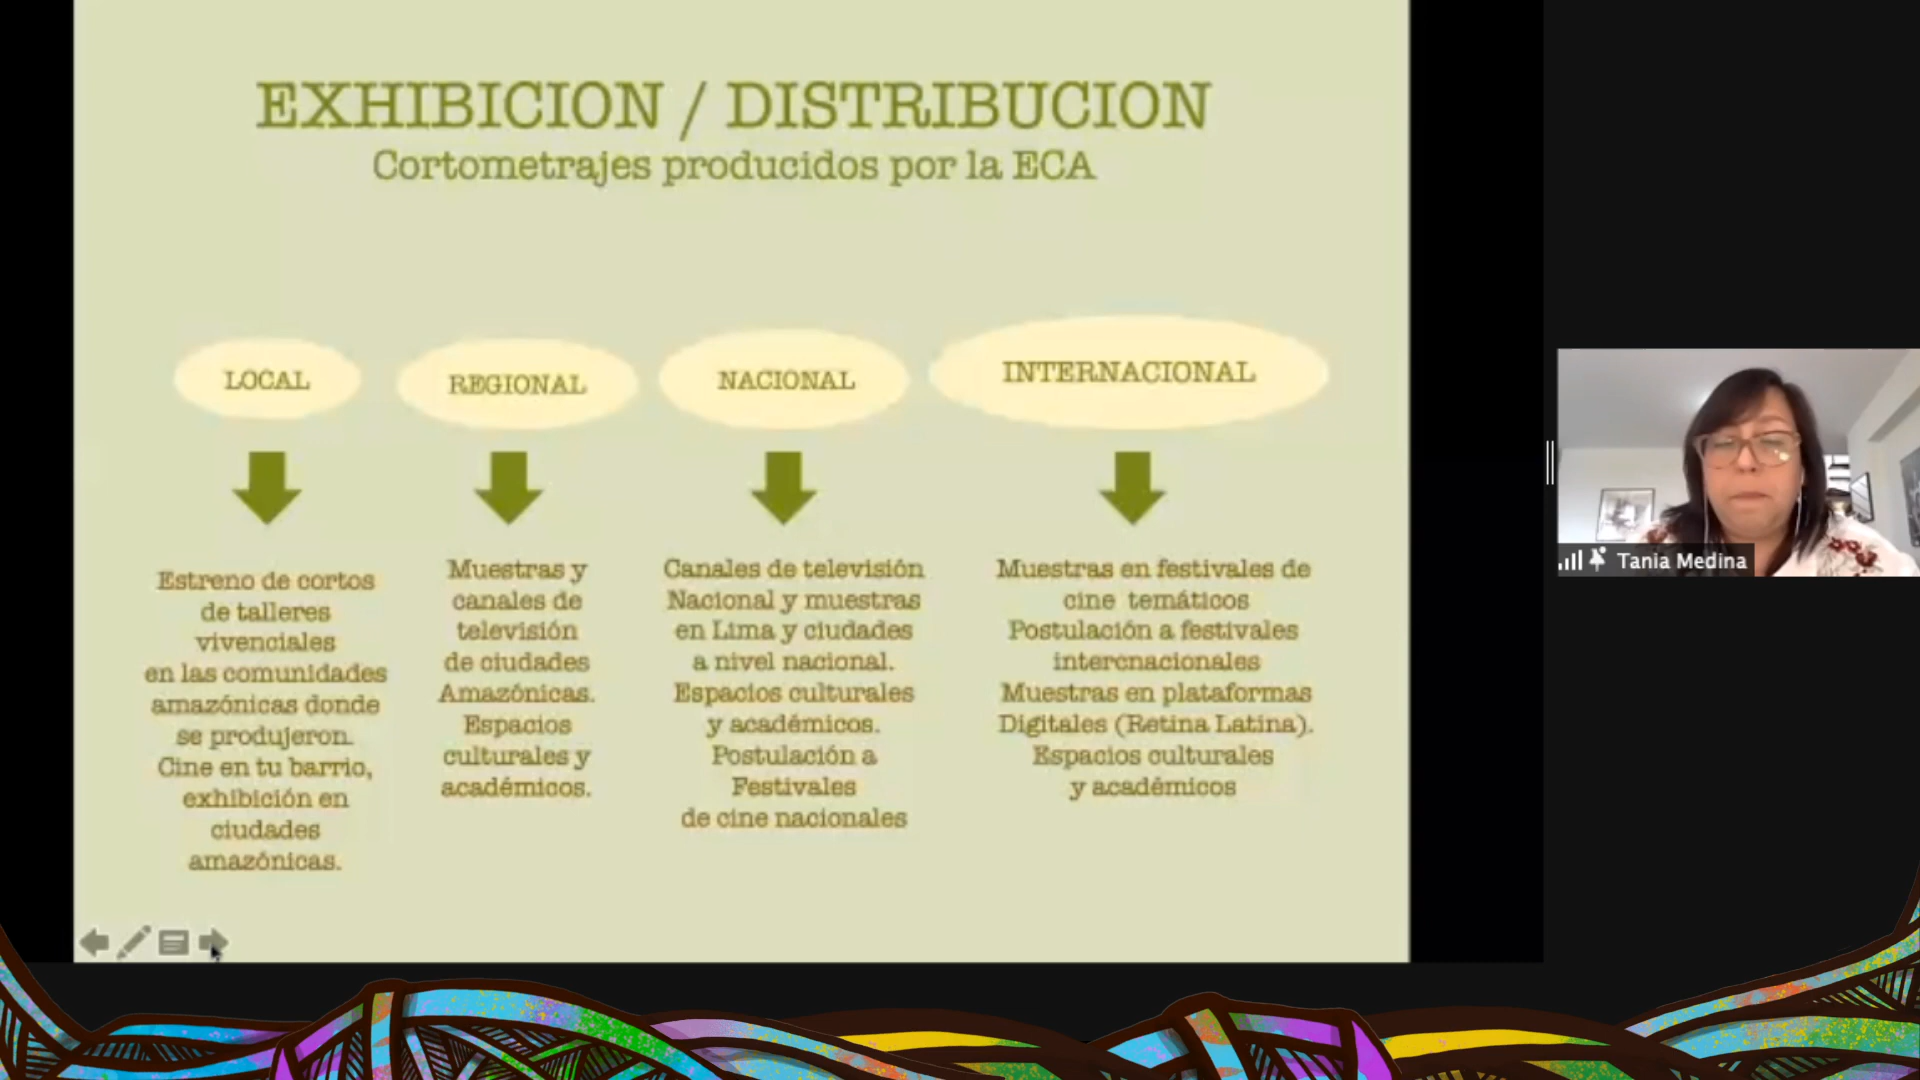 EXHIBICION / DISTRIBUCION
Cortometrajes producidos por la ECA
LOCAL
Estreno de cortos
de talleres
vivenciales
en las comunidades
amazónicas donde
se produjeron.
Cine en tu barrio,
exhibición en
ciudades
amazónicas.
REGIONAL
Muestras y
canales de
televisión
de ciudades
Amazónicas.
Espacios
culturales y
académicos.
NACIONAL
Canales de televisión
Nacional y muestras
en Lima y ciudades
a nivel nacional.
Espacios culturales
y académicos.
Postulación a
Festivales
de cine nacionales
INTERNACIONAL
Muestras en festivales de
cine temáticos
Postulación a festivales
intercnacionales
Muestras en plataformas
Digitales (Retina Latina).
Espacios culturales
y académicos
Tania Medina